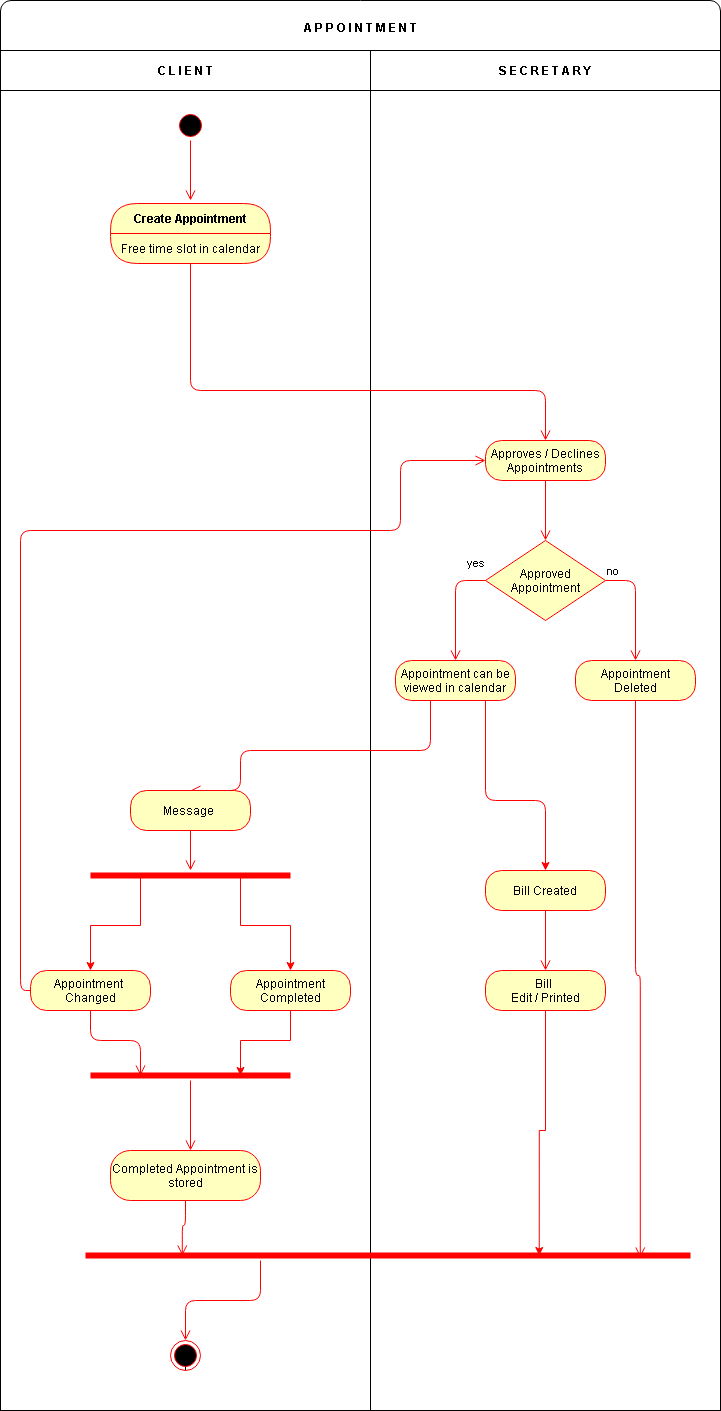 APPOINTMENT
CLIENT
SECRETARY
Create Appointment
Free time slot in calendar
Approves / Declines
Appointments
yes
Approved
Appointment
no
Appointment can be
viewed in calendar
Appointment
Deleted
Message
Bill Created
Appointment
Changed
Appointment
Completed
Bill
Edit / Printed
Completed Appointment is
stored